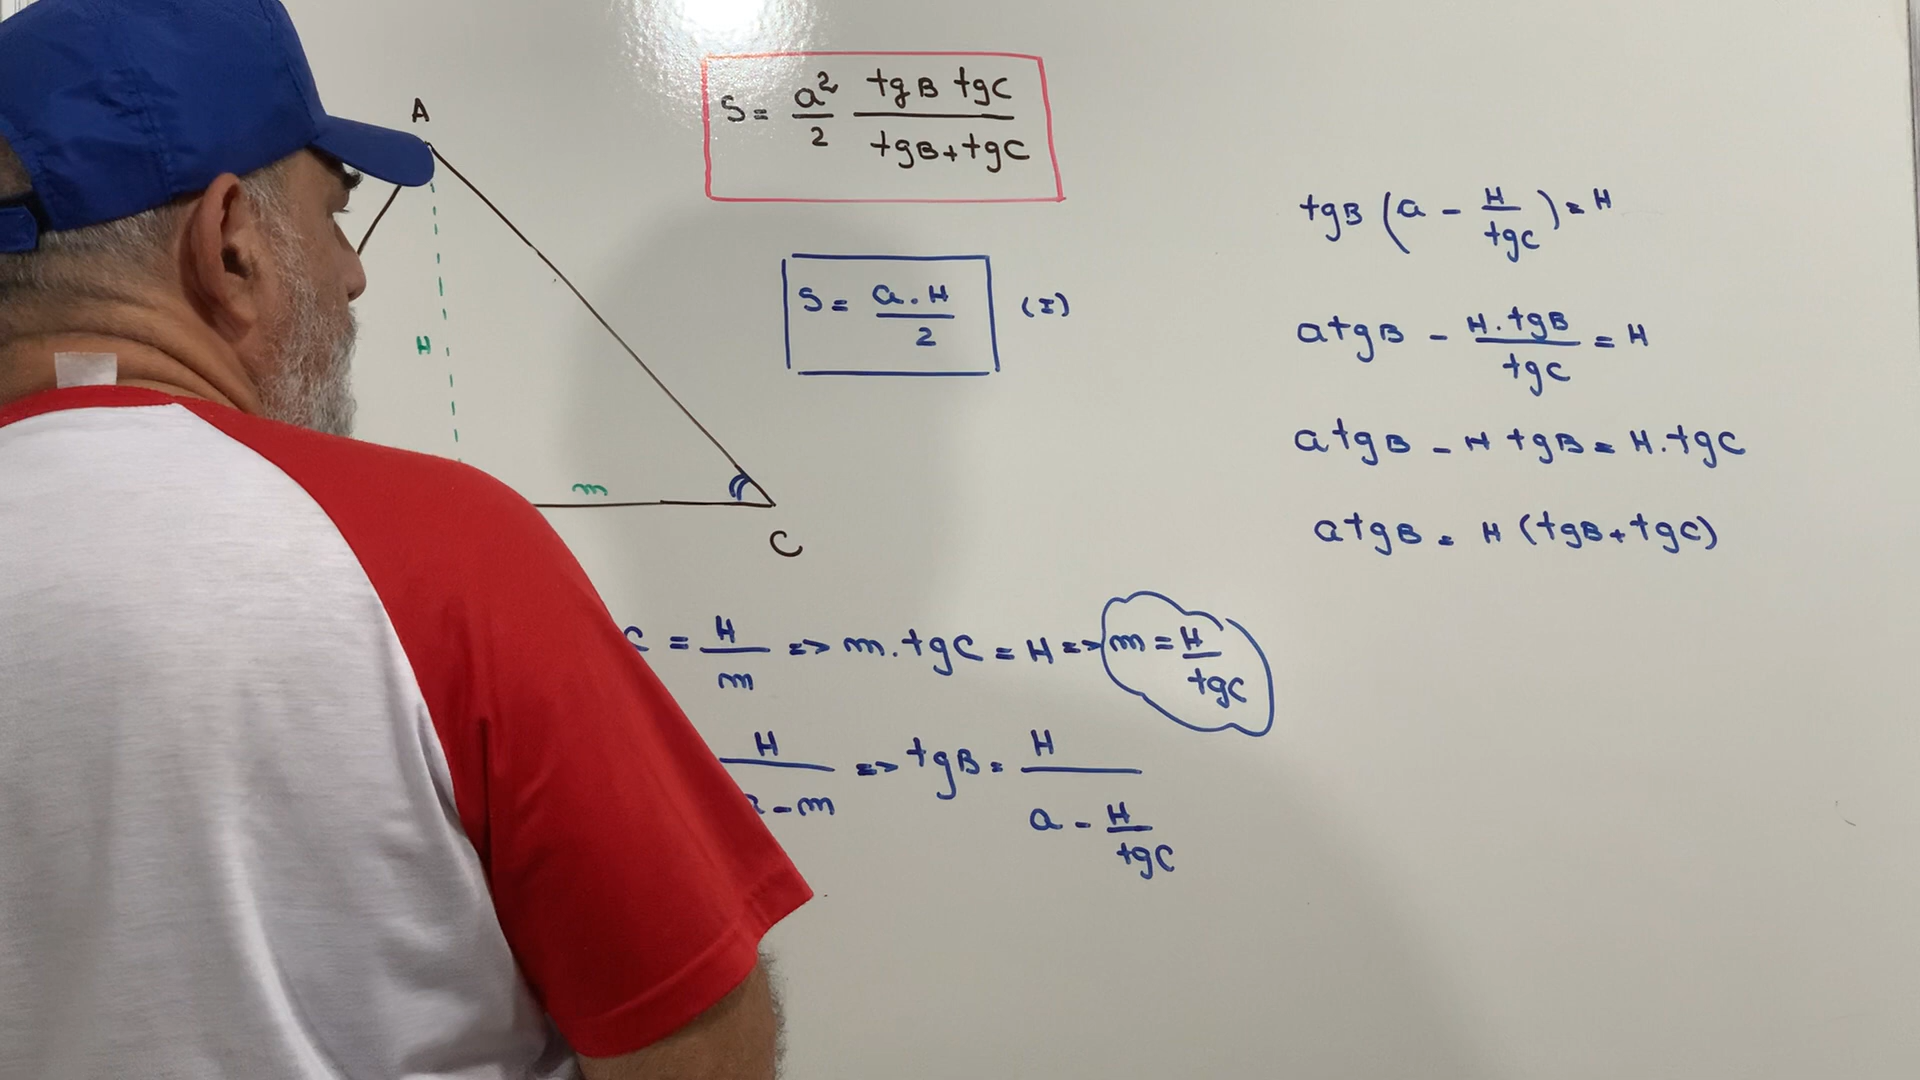 A
H
m
C
S = a²/2 tgB tgC / tgB + tgC
S = a . H / 2 (I)
C = H / m => m . tgC = H => m = H / tgC
H / a - m => tgB = H / a - H / tgC
tgB (a - H / tgC) = H
a tgB - H . tgB / tgC = H
a tgB - H tgB = H . tgC
a tgB = H (tgB + tgC)